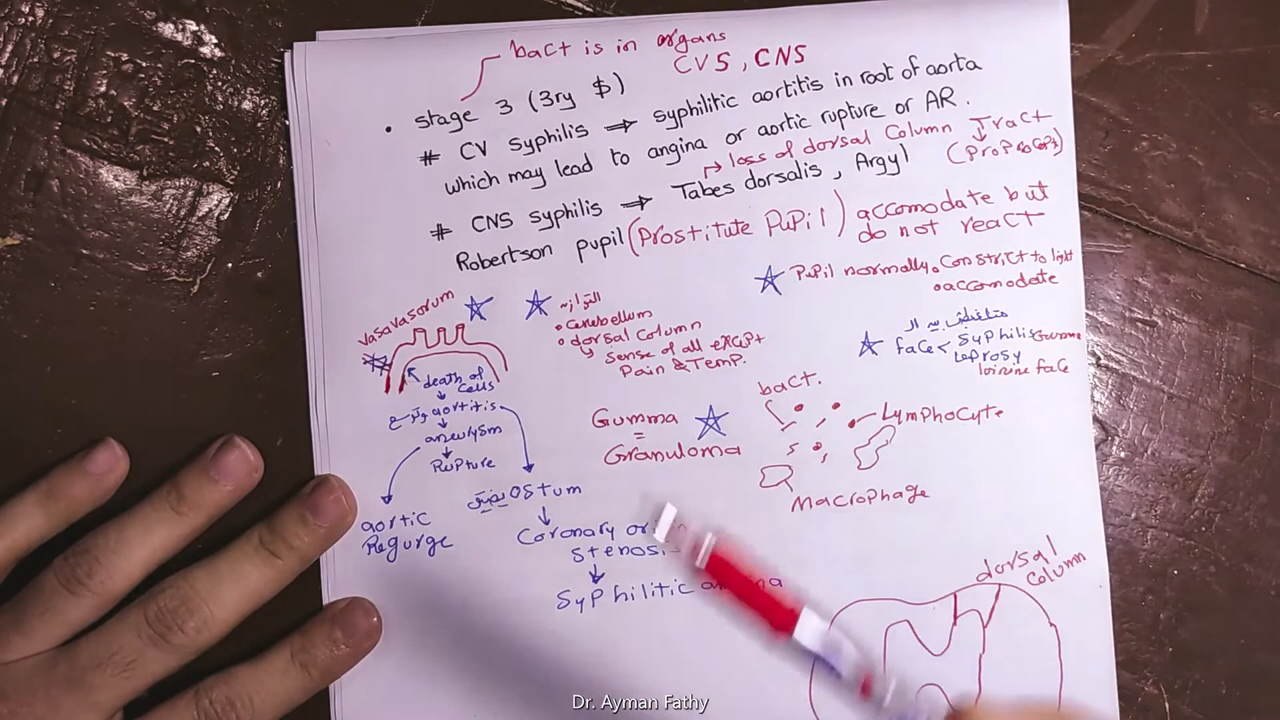 bact is in organs
CVS , CNS
• stage 3 (3ry $)
# CV syphilis ⇒ syphilitic aortitis in root of aorta
which may lead to angina or aortic rupture or AR .
↱ loss of dorsal Column Tract
# CNS syphilis ⇒ Tabes dorsalis , Argyl
Robertson pupil (Prostitute Pupil) accomodate but
do not react
☆ Pupil normally • Constrict to light
• accomodate
Vasavasorum
death of
Cells
↓
aortitis
↓
aneurysm
↓
Rupture
aortic
Regurge
Ostum
↓
Coronary
stenosis
↓
Syphilitic
☆ الاتزان
• Cerebellum
• dorsal Column
↳ Sense of all except
Pain & Temp.
☆ face < Syphilis Gumma
Leprosy
face
Gumma
=
Granuloma
bact.
Lymphocyte
Macrophage
dorsal
Column
Dr. Ayman Fathy